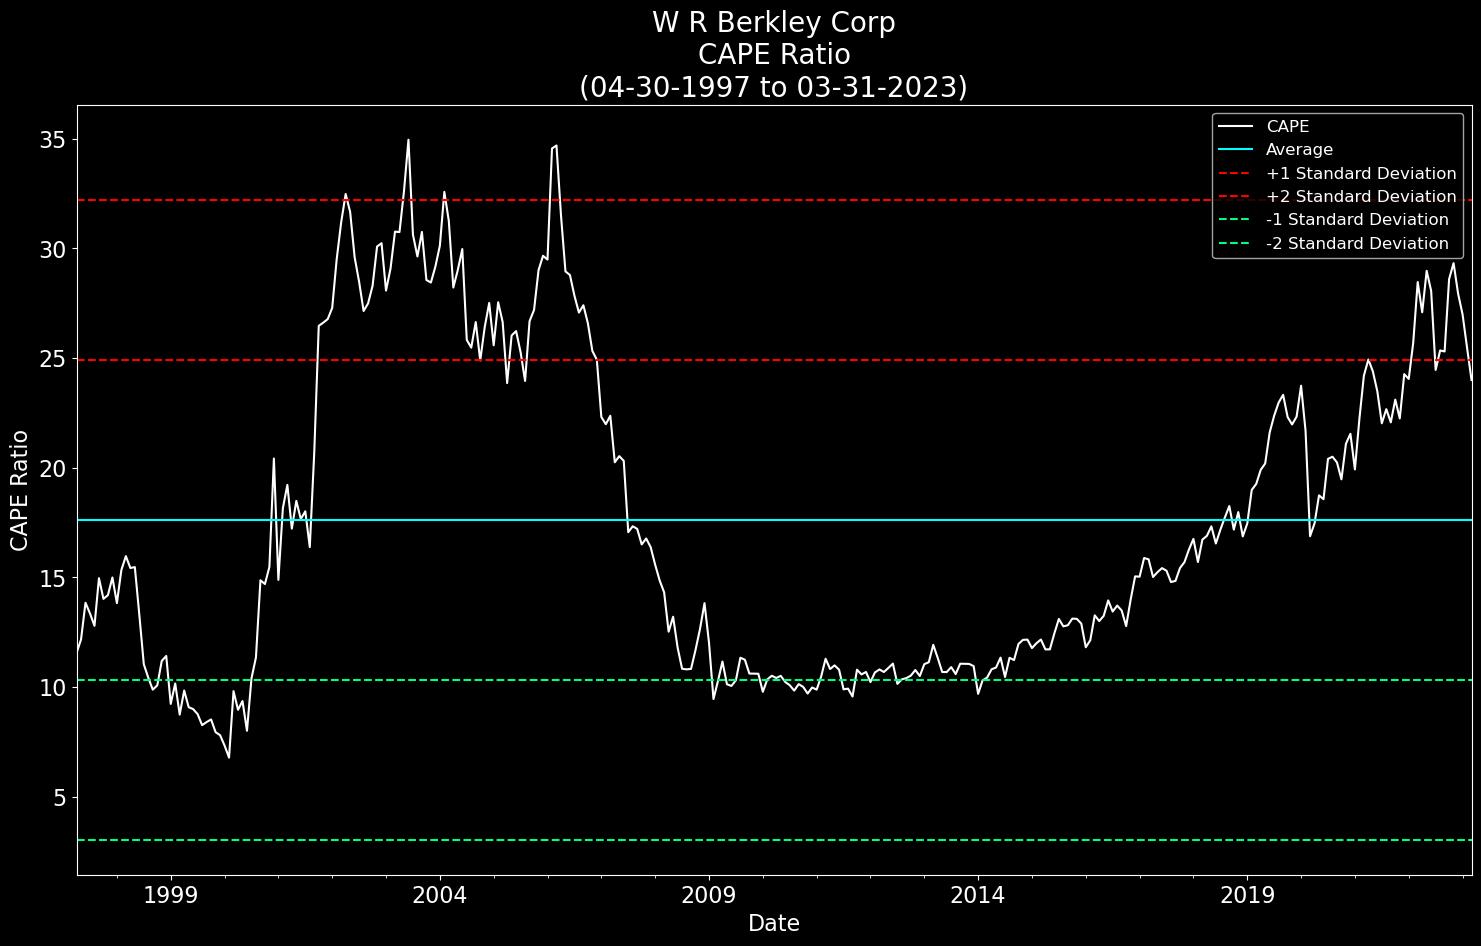 W R Berkley Corp
CAPE Ratio
(04-30-1997 to 03-31-2023)
CAPE
Average
+1 Standard Deviation
+2 Standard Deviation
-1 Standard Deviation
-2 Standard Deviation
35
30
25
20
15
10
5
CAPE Ratio
1999
2004
2009
2014
2019
Date